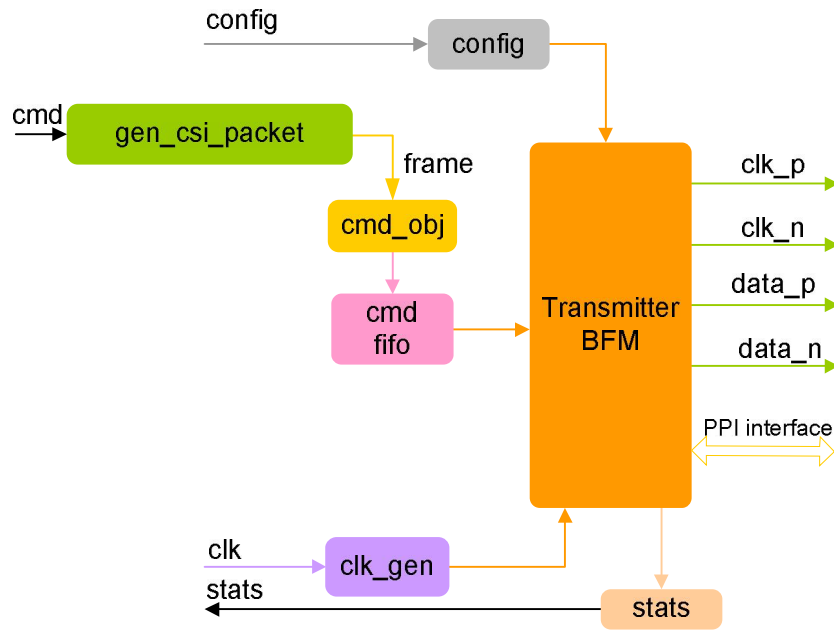 config
config
cmd
gen_csi_packet
frame
cmd_obj
cmd
fifo
Transmitter
BFM
clk_p
clk_n
data_p
data_n
PPI interface
clk
clk_gen
stats
stats